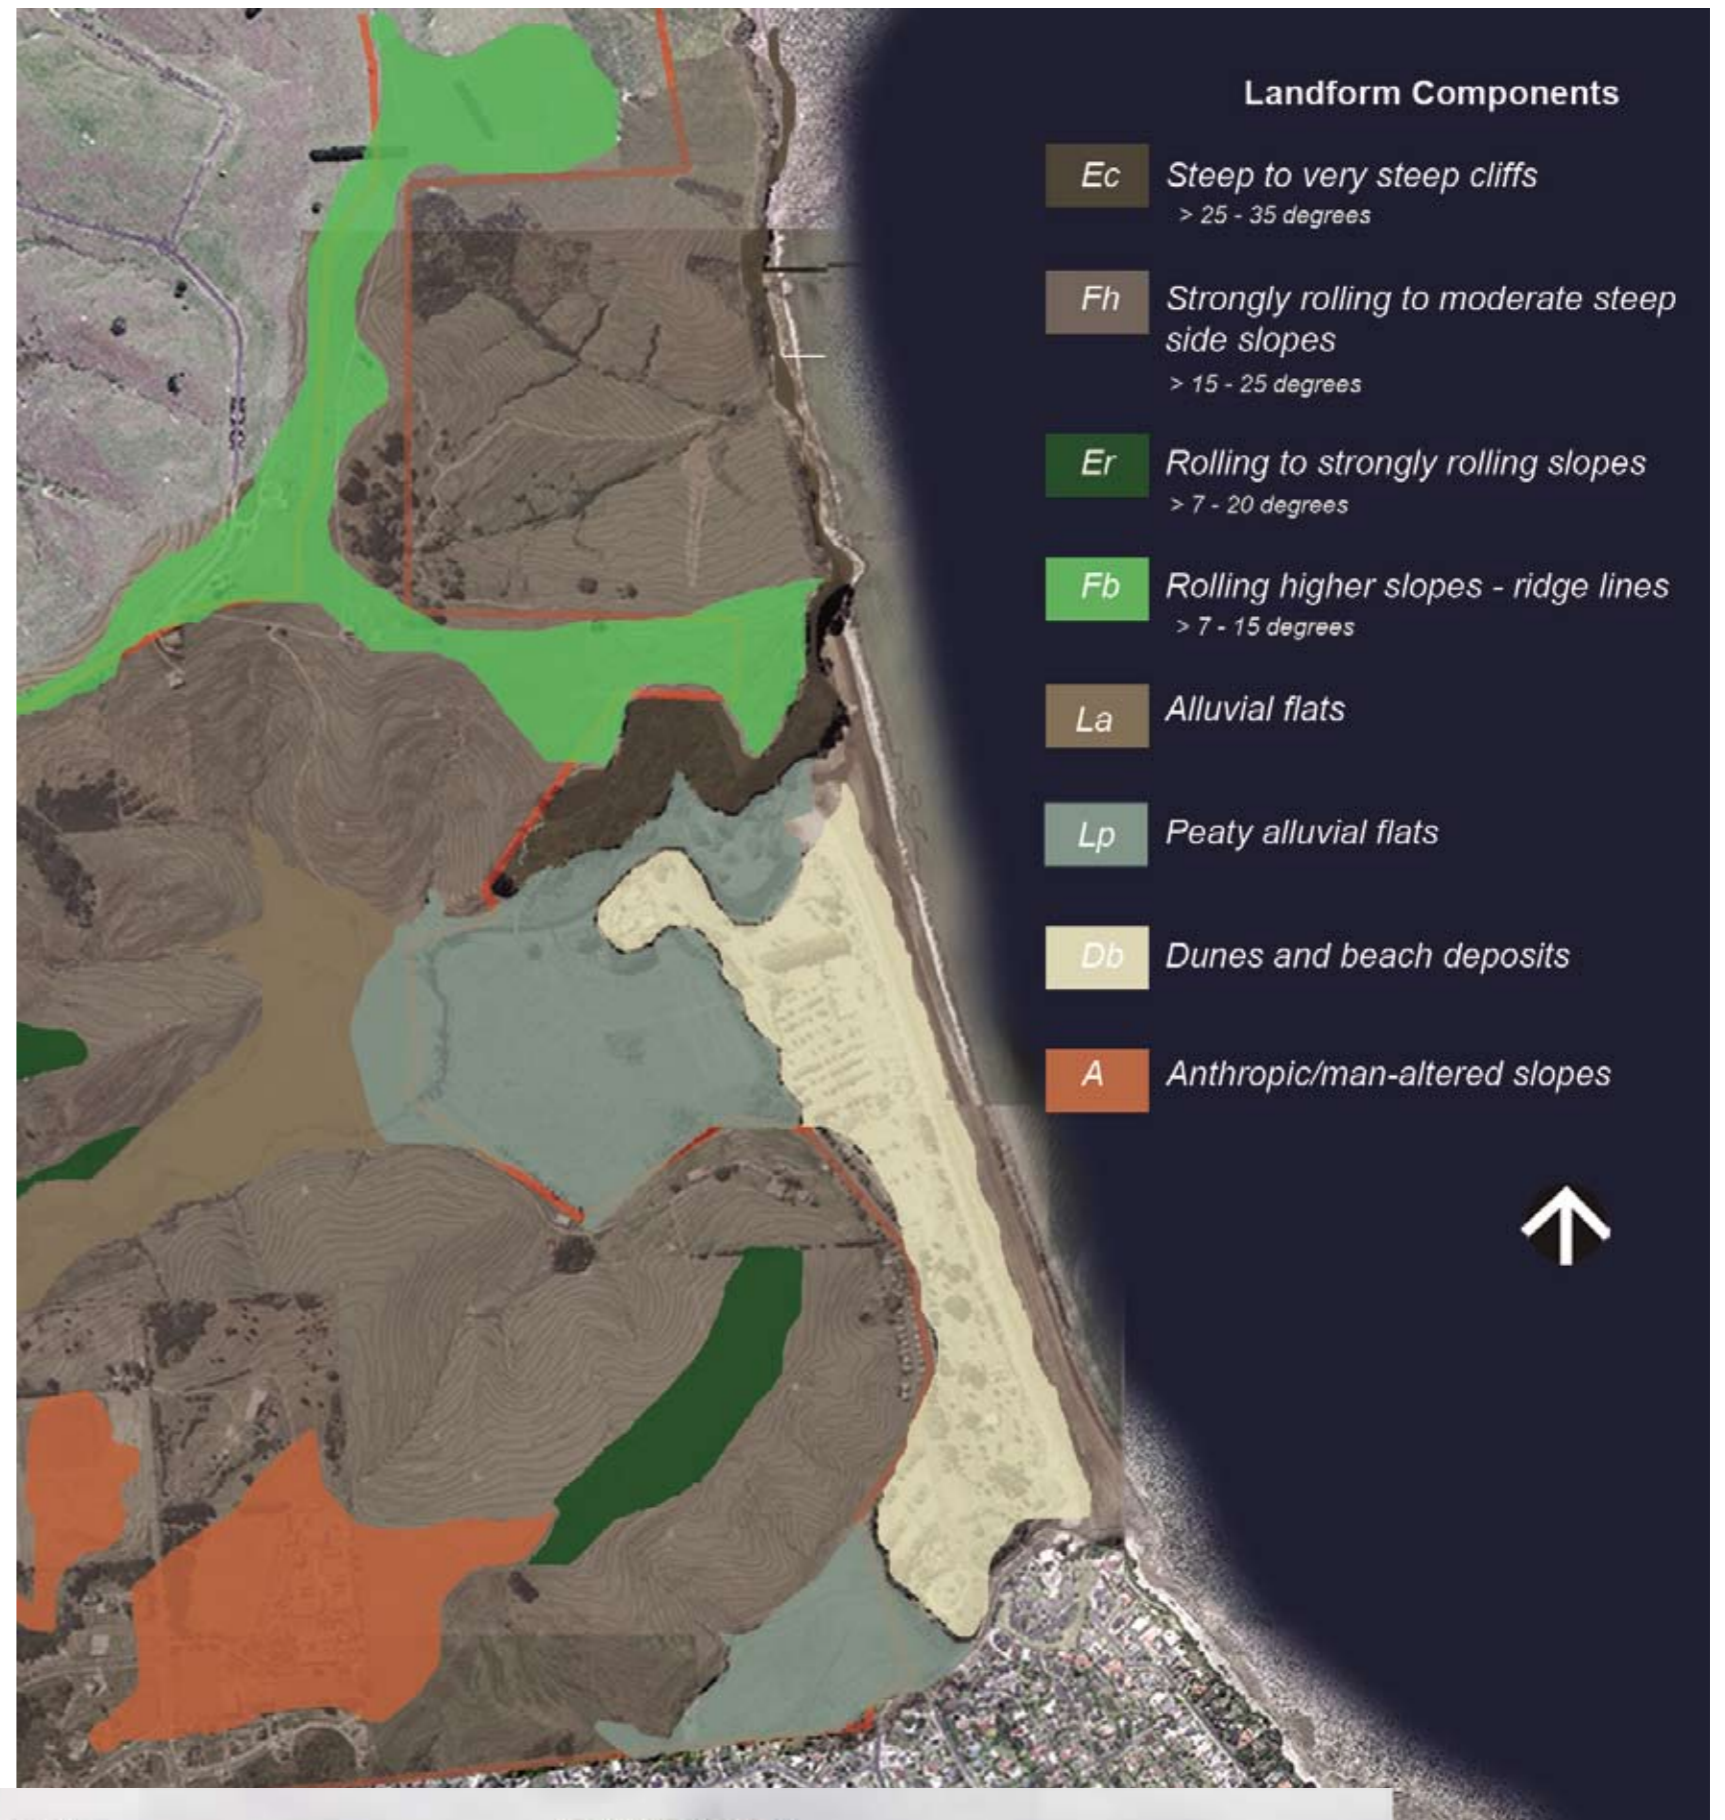 Landform Components
Ec
Steep to very steep cliffs
> 25 - 35 degrees
Fh
Strongly rolling to moderate steep
side slopes
> 15 - 25 degrees
Er
Rolling to strongly rolling slopes
> 7 - 20 degrees
Fb
Rolling higher slopes - ridge lines
> 7 - 15 degrees
La
Alluvial flats
Lp
Peaty alluvial flats
Db
Dunes and beach deposits
A
Anthropic/man-altered slopes